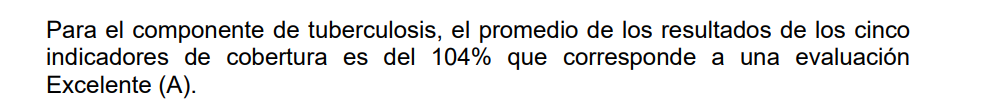 Para el componente de tuberculosis, el promedio de los resultados de los cinco
indicadores de cobertura es del 104% que corresponde a una evaluación
Excelente (A).